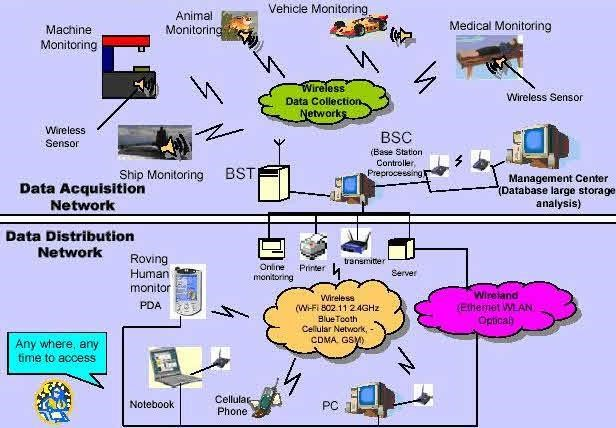 Machine
Monitoring
Animal
Monitoring
Vehicle Monitoring
Medical Monitoring
Wireless
Data Collection
Networks
Wireless Sensor
Wireless
Sensor
Ship Monitoring
BST
BSC
(Base Station
Controller,
Preprocessing)
Management Center
(Database large storage
analysis)
Data Acquisition
Network
Data Distribution
Network
Online
monitoring
Printer
transmitter
Server
Roving
Human
monitor
PDA
Wireless
(Wi-Fi 802.11 2.4GHz
BlueTooth
Cellular Network, -
CDMA, GSM)
Wireland
(Ethernet WLAN,
Optical)
Any where, any
time to access
Notebook
Cellular
Phone
PC